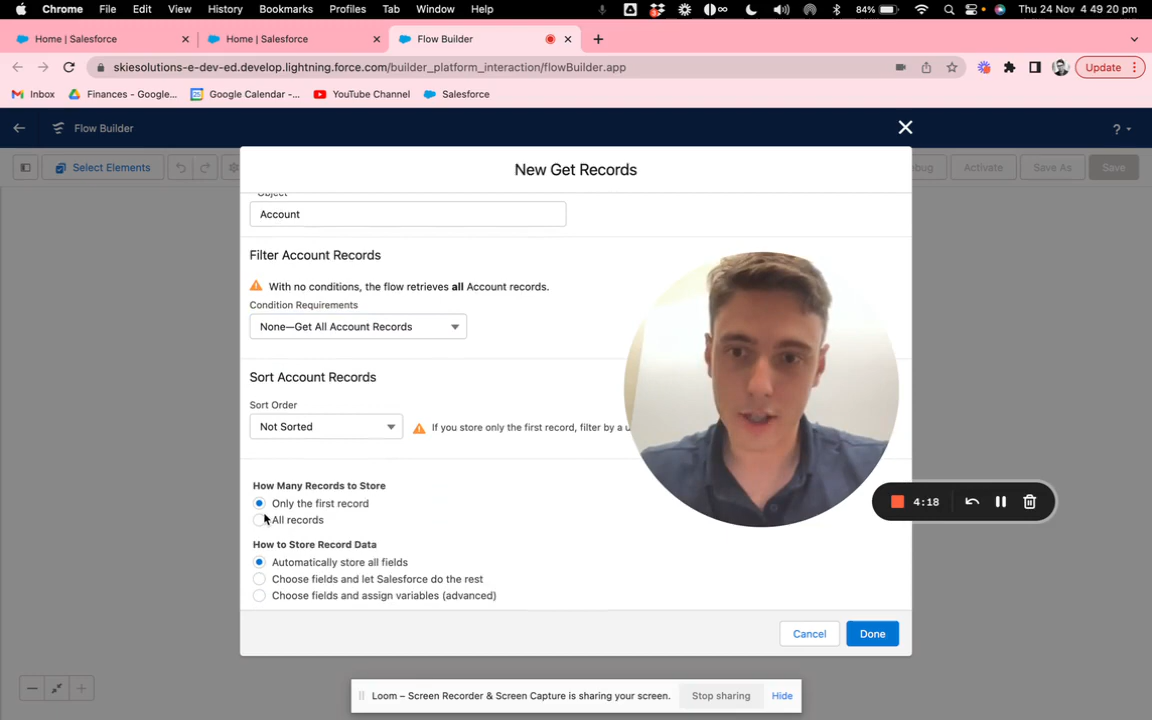 Chrome File Edit View History Bookmarks Profiles Tab Window Help 84% Thu 24 Nov 4 49 20 pm
Home | Salesforce
Home | Salesforce
Flow Builder
skiesolutions-e-dev-ed.develop.lightning.force.com/builder_platform_interaction/flowBuilder.app
Update
Inbox
Finances - Google...
Google Calendar -...
YouTube Channel
Salesforce
Flow Builder
?
Select Elements
New Get Records
bug
Activate
Save As
Save
Object
Account
Filter Account Records
With no conditions, the flow retrieves all Account records.
Condition Requirements
None—Get All Account Records
Sort Account Records
Sort Order
Not Sorted
If you store only the first record, filter by a u
How Many Records to Store
Only the first record
All records
4:18
How to Store Record Data
Automatically store all fields
Choose fields and let Salesforce do the rest
Choose fields and assign variables (advanced)
Cancel
Done
Loom – Screen Recorder & Screen Capture is sharing your screen.
Stop sharing
Hide